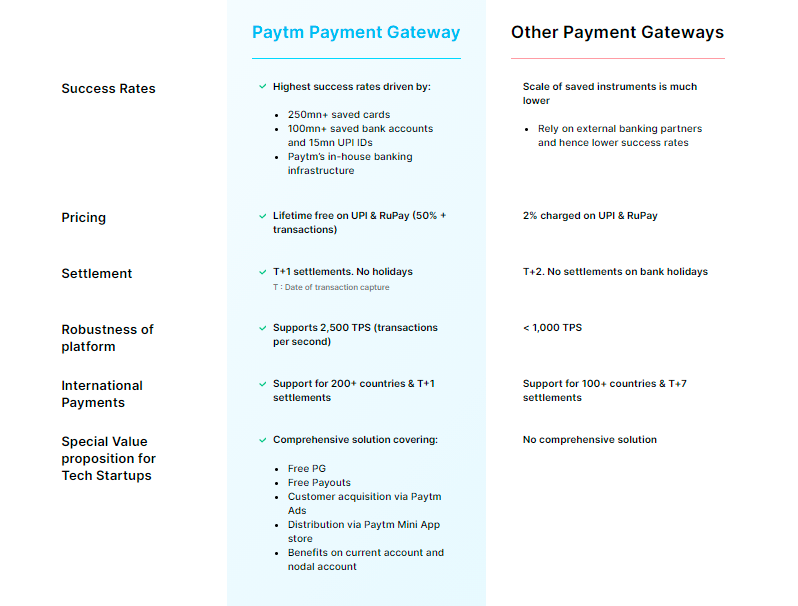 Paytm Payment Gateway
Other Payment Gateways
Success Rates
Highest success rates driven by:
• 250mn+ saved cards
• 100mn+ saved bank accounts
and 15mn UPI IDs
• Paytm's in-house banking
infrastructure
Scale of saved instruments is much
lower
• Rely on external banking partners
and hence lower success rates
Pricing
Lifetime free on UPI & RuPay (50% +
transactions)
2% charged on UPI & RuPay
Settlement
T+1 settlements. No holidays
T : Date of transaction capture
T+2. No settlements on bank holidays
Robustness of
platform
Supports 2,500 TPS (transactions
per second)
< 1,000 TPS
International
Payments
Support for 200+ countries & T+1
settlements
Support for 100+ countries & T+7
settlements
Special Value
proposition for
Tech Startups
Comprehensive solution covering:
• Free PG
• Free Payouts
• Customer acquisition via Paytm
Ads
• Distribution via Paytm Mini App
store
• Benefits on current account and
nodal account
No comprehensive solution